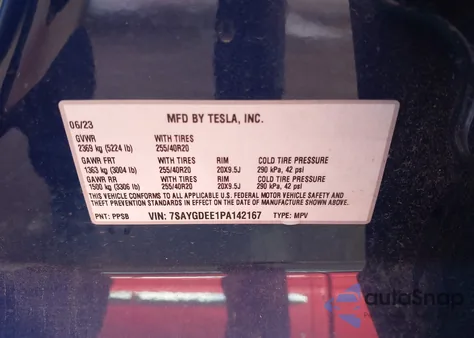 MFD BY TESLA, INC.
06/23
GVWR WITH TIRES
2369 kg (5224 lb) 255/40R20
GAWR FRT WITH TIRES RIM COLD TIRE PRESSURE
1363 kg (3004 lb) 255/40R20 20X9.5J 290 kPa, 42 psi
GAWR RR WITH TIRES RIM COLD TIRE PRESSURE
1500 kg (3306 lb) 255/40R20 20X9.5J 290 kPa, 42 psi
THIS VEHICLE CONFORMS TO ALL APPLICABLE U.S. FEDERAL MOTOR VEHICLE SAFETY AND
THEFT PREVENTION STANDARDS IN EFFECT ON THE DATE OF MANUFACTURE SHOWN ABOVE.
PNT: PPSB VIN: 7SAYGDEE1PA142167 TYPE: MPV
autoSnap